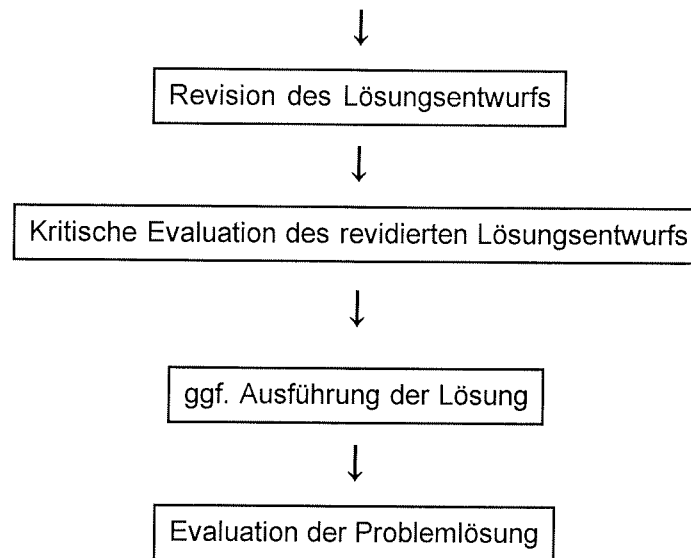 Revision des Lösungsentwurfs
Kritische Evaluation des revidierten Lösungsentwurfs
ggf. Ausführung der Lösung
Evaluation der Problemlösung